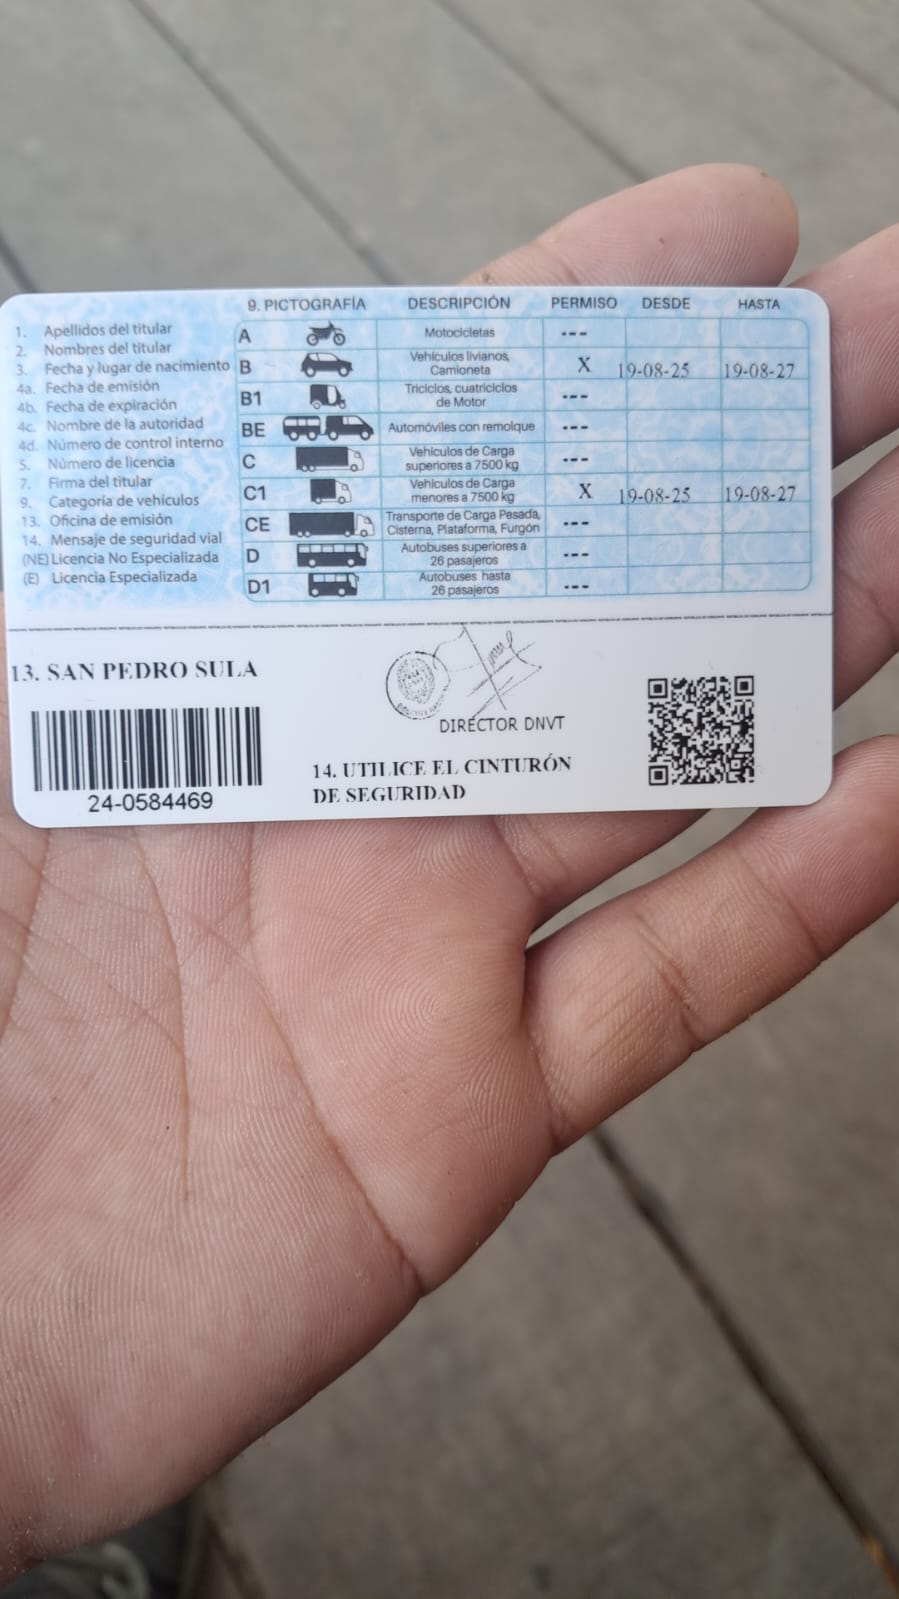 1. Apellidos del titular
2. Nombres del titular
3. Fecha y lugar de nacimiento
4a. Fecha de emisión
4b. Fecha de expiración
4c. Nombre de la autoridad
4d. Número de control interno
5. Número de licencia
7. Firma del titular
9. Categoría de vehículos
13. Oficina de emisión
14. Mensaje de seguridad vial
(NE) Licencia No Especializada
(E) Licencia Especializada
9. PICTOGRAFÍA DESCRIPCIÓN PERMISO DESDE HASTA
A Motocicletas ---
B Vehículos livianos, Camioneta X 19-08-25 19-08-27
B1 Triciclos, cuatriciclos de Motor ---
BE Automóviles con remolque ---
C Vehículos de Carga superiores a 7500 kg ---
C1 Vehículos de Carga menores a 7500 kg X 19-08-25 19-08-27
CE Transporte de Carga Pesada, Cisterna, Plataforma, Furgón ---
D Autobuses superiores a 26 pasajeros ---
D1 Autobuses hasta 26 pasajeros ---
13. SAN PEDRO SULA
24-0584469
DIRECTOR DNVT
14. UTILICE EL CINTURÓN
DE SEGURIDAD